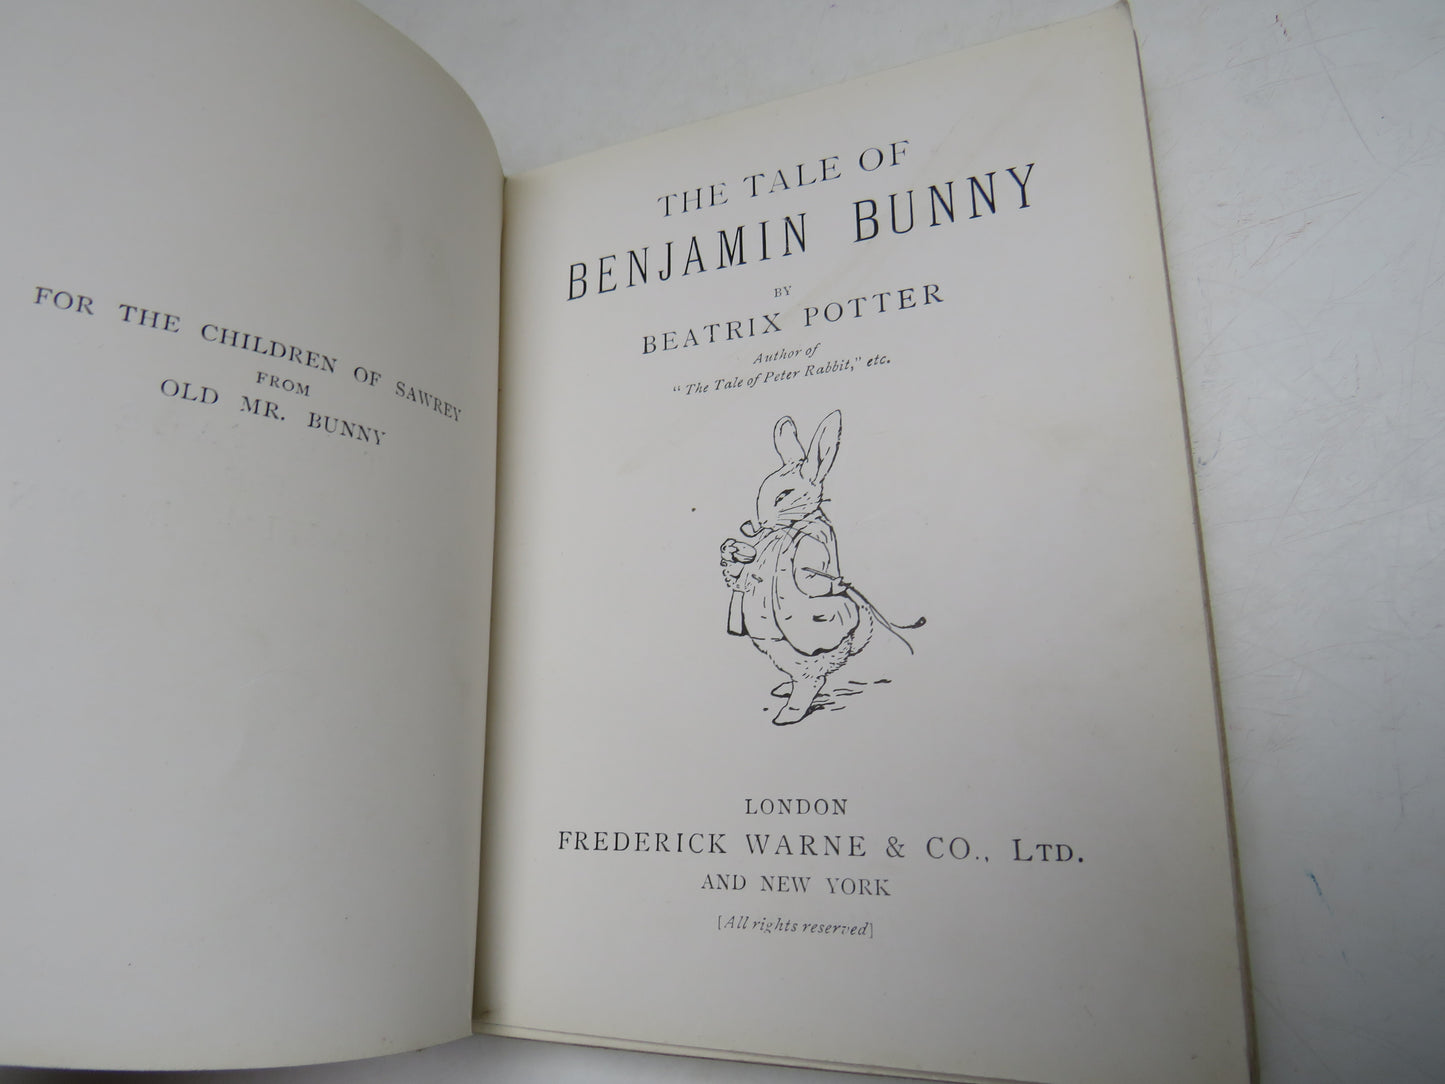 FOR THE CHILDREN OF SAWREY
FROM
OLD MR. BUNNY
THE TALE OF
BENJAMIN BUNNY
BY
BEATRIX POTTER
Author of
"The Tale of Peter Rabbit," etc.
LONDON
FREDERICK WARNE & CO., LTD.
AND NEW YORK
[All rights reserved]